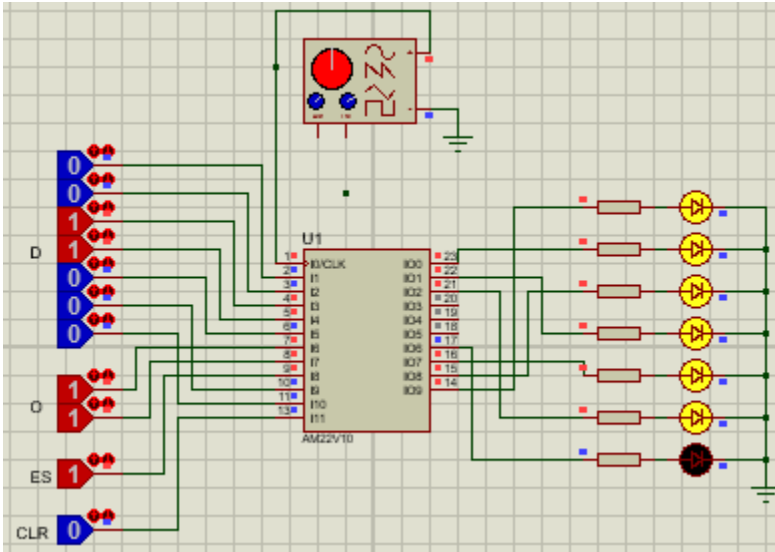 +
-
0
0
1
D 1
0
0
0
O 1
1
ES 1
CLR 0
U1
1 I0/CLK IO0 23
2 I1 IO1 22
3 I2 IO2 21
4 I3 IO3 20
5 I4 IO4 19
6 I5 IO5 18
7 I6 IO6 17
8 I7 IO7 16
9 I8 IO8 15
10 I9 IO9 14
11 I10
13 I11
AM22V10